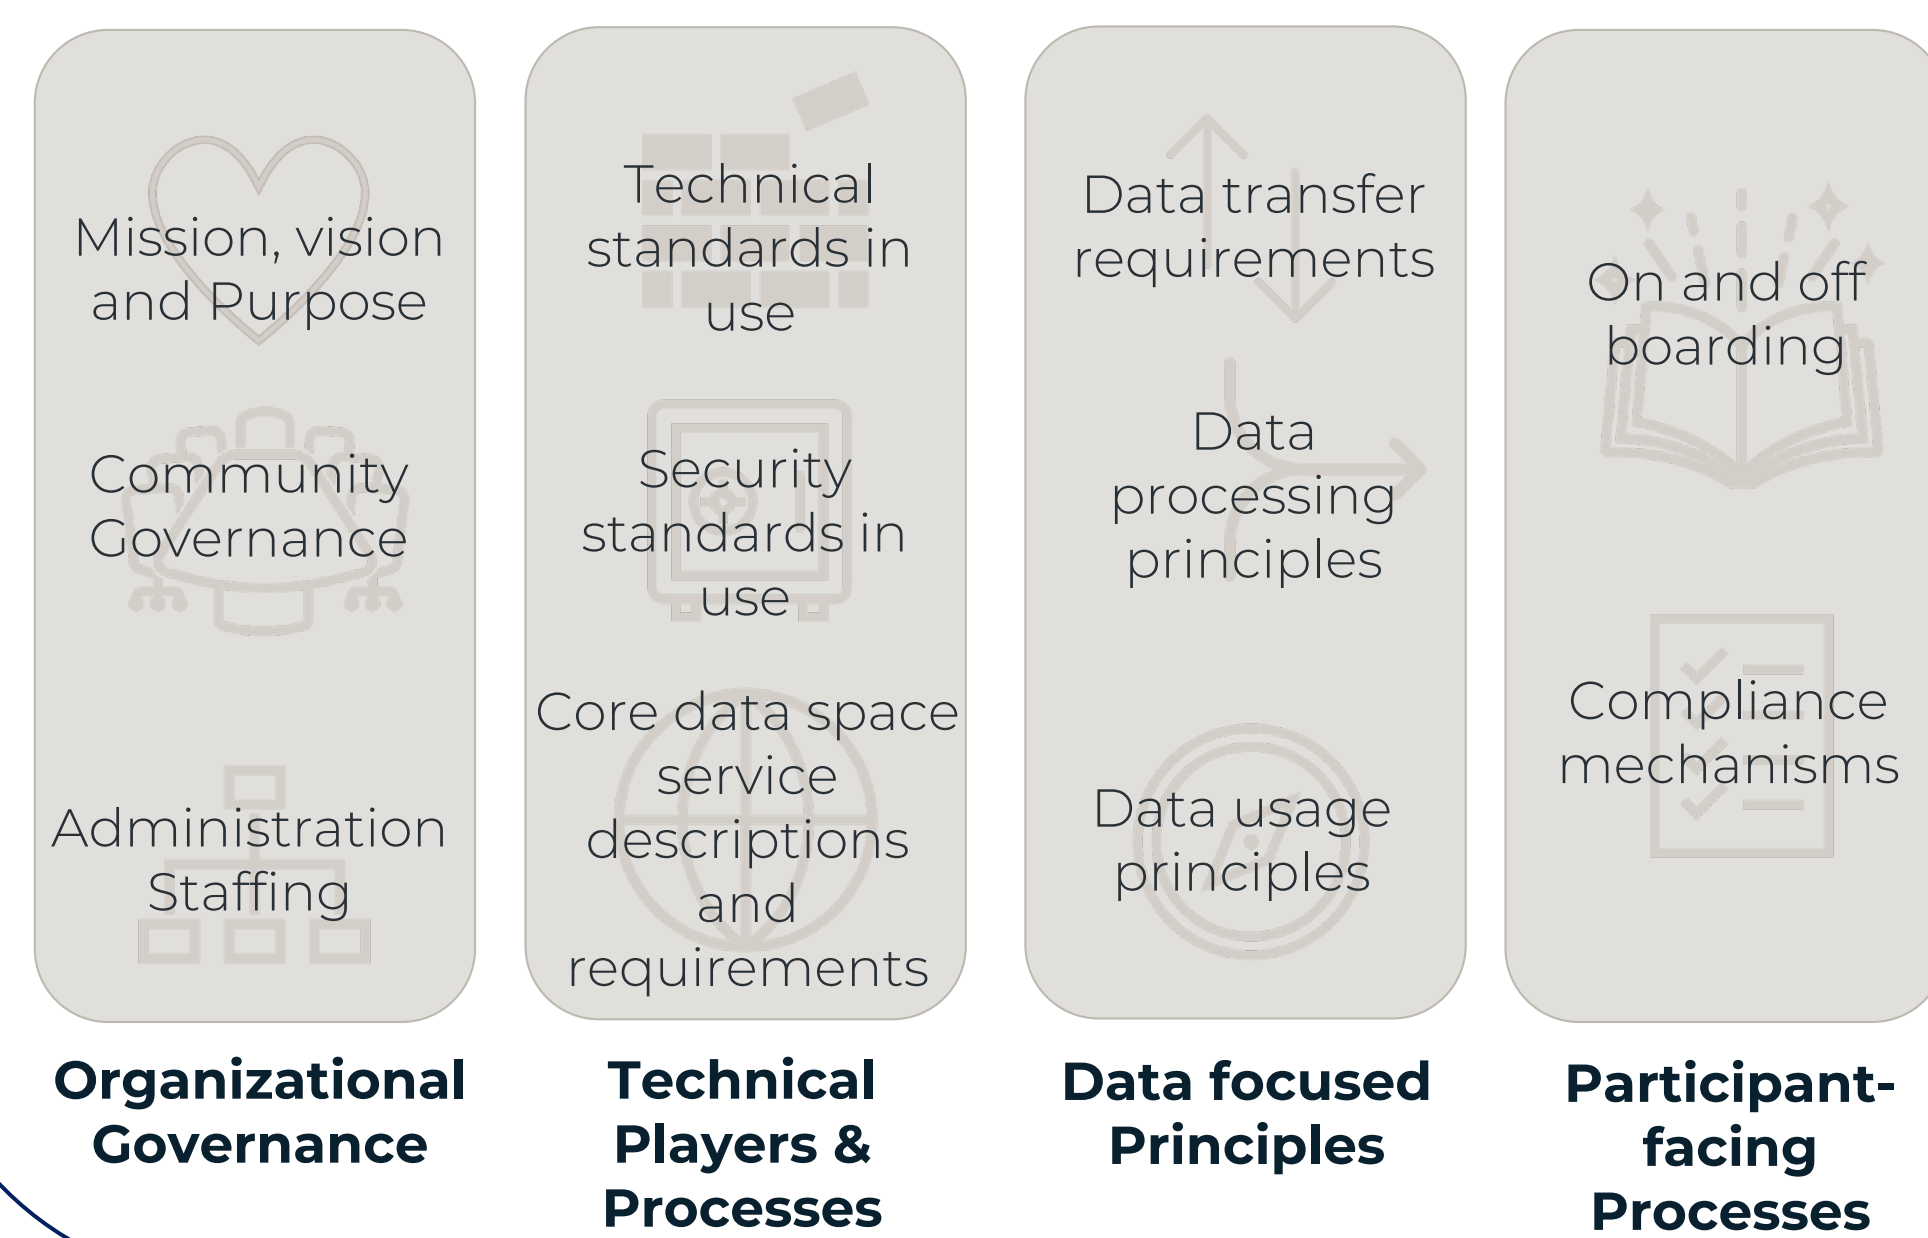 Mission, vision
and Purpose
Community
Governance
Administration
Staffing
Organizational
Governance
Technical
standards in
use
Security
standards in
use
Core data space
service
descriptions
and
requirements
Technical
Players &
Processes
Data transfer
requirements
Data
processing
principles
Data usage
principles
Data focused
Principles
On and off
boarding
Compliance
mechanisms
Participant-
facing
Processes